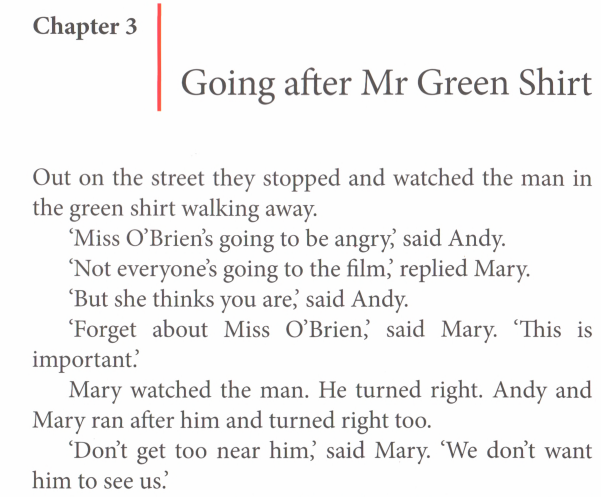 Chapter 3
Going after Mr Green Shirt
Out on the street they stopped and watched the man in
the green shirt walking away.
‘Miss O’Brien’s going to be angry,’ said Andy.
‘Not everyone’s going to the film,’ replied Mary.
‘But she thinks you are,’ said Andy.
‘Forget about Miss O’Brien,’ said Mary. ‘This is
important.’
Mary watched the man. He turned right. Andy and
Mary ran after him and turned right too.
‘Don’t get too near him,’ said Mary. ‘We don’t want
him to see us.’